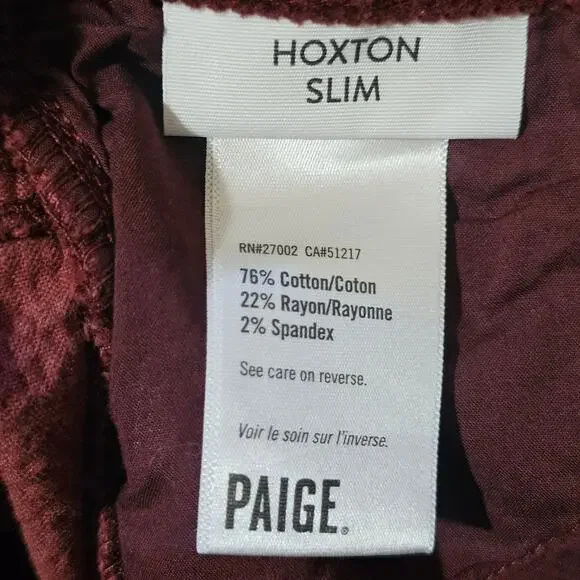 HOXTON
SLIM
RN#27002 CA#51217
76% Cotton/Coton
22% Rayon/Rayonne
2% Spandex
See care on reverse.
Voir le soin sur l'inverse.
PAIGE®